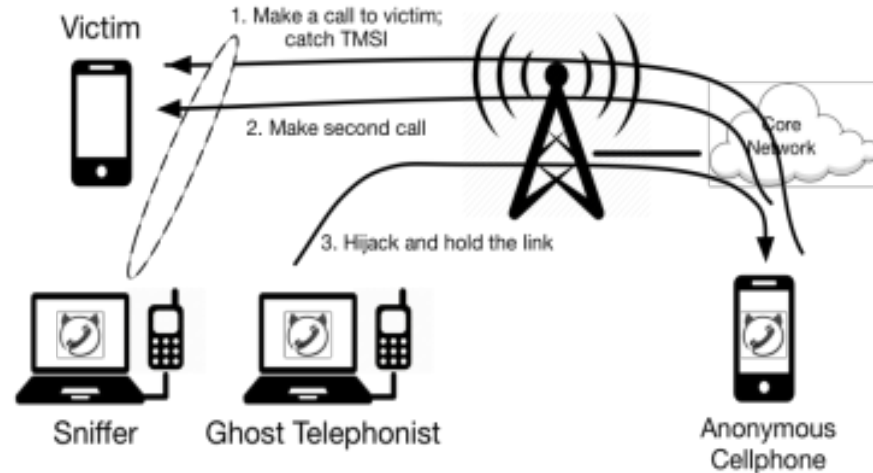 Victim
1. Make a call to victim;
catch TMSI
2. Make second call
Core
Network
3. Hijack and hold the link
Sniffer
Ghost Telephonist
Anonymous
Cellphone